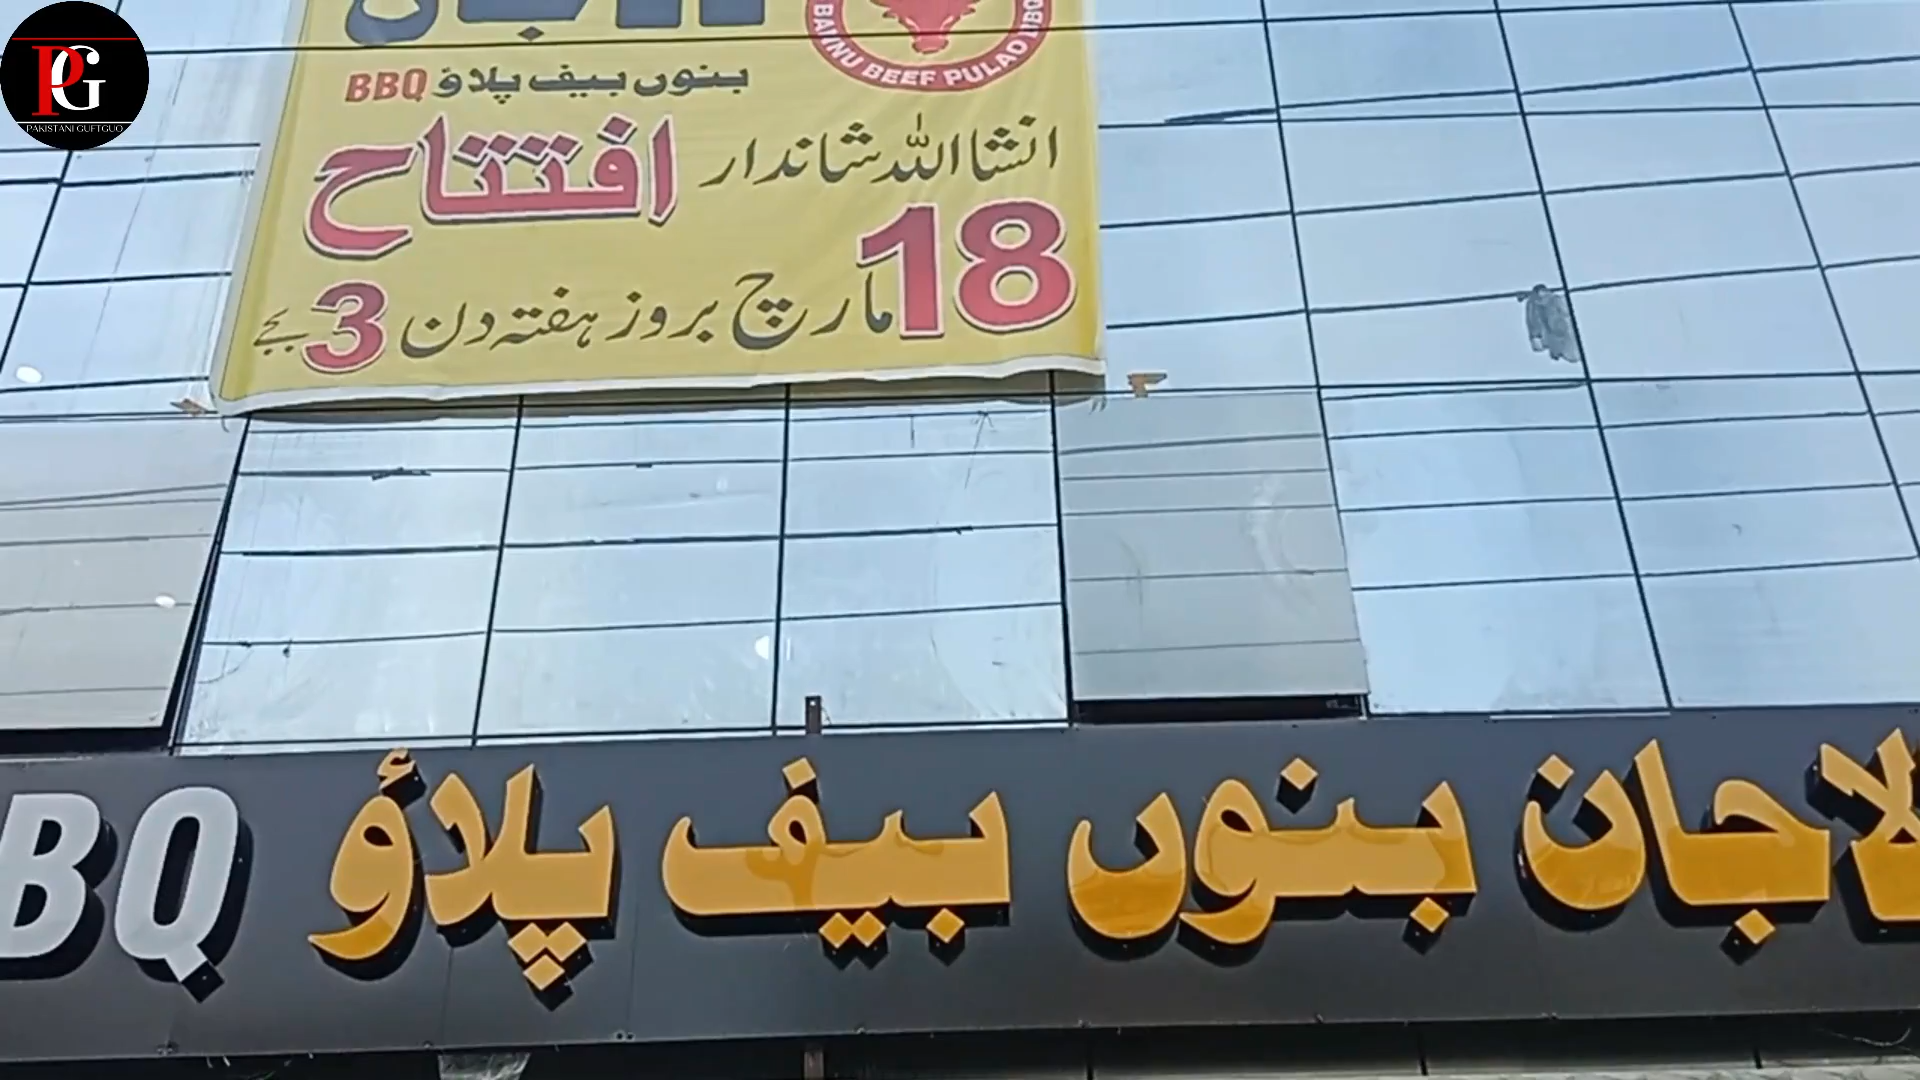 PG
PAKISTANI GUFTGUO
BANNU BEEF PULAO
بنوں بیف پلاؤ BBQ
انشااللہ شاندار افتتاح
18 مارچ بروز ہفتہ دن 3 بجے
لاجان بنوں بیف پلاؤ BQ